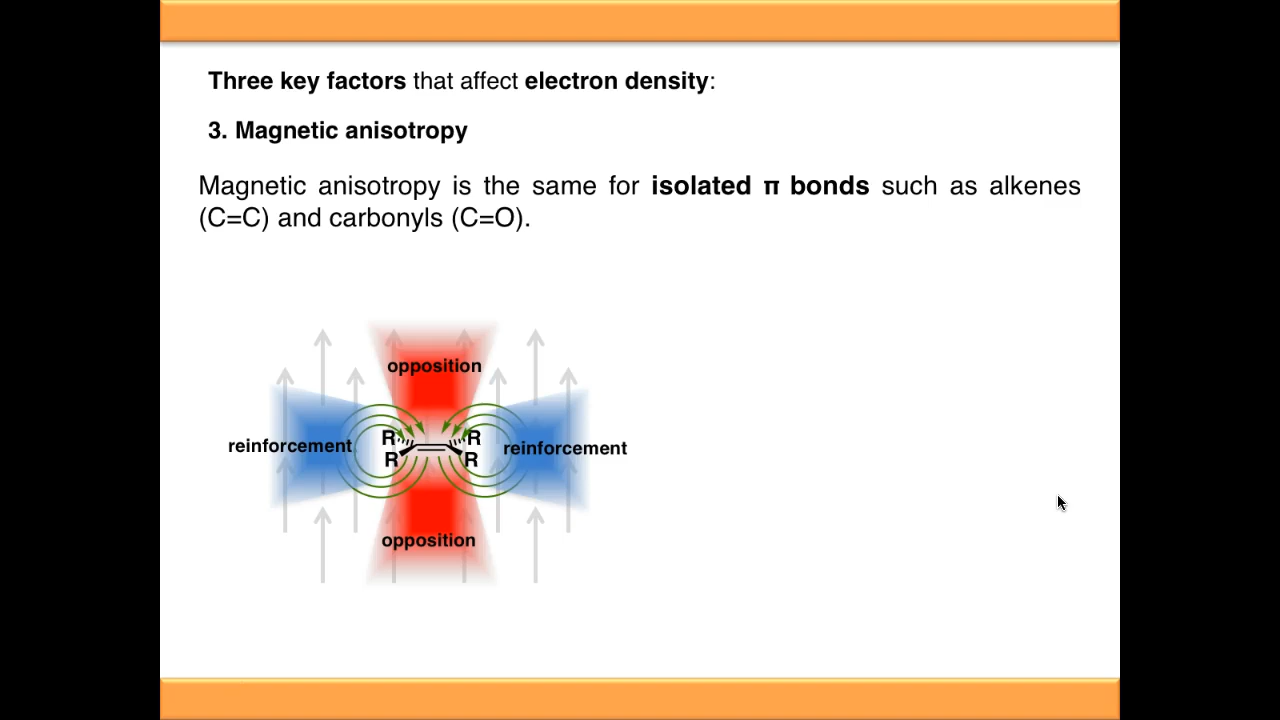 Three key factors that affect electron density:
3. Magnetic anisotropy
Magnetic anisotropy is the same for isolated π bonds such as alkenes
(C=C) and carbonyls (C=O).
opposition
reinforcement
R R
R R
reinforcement
opposition